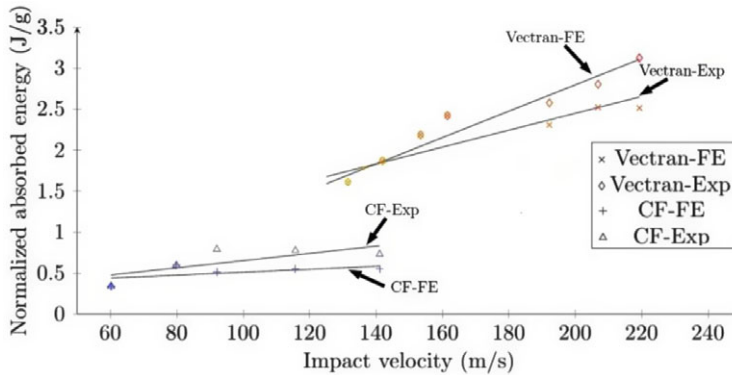 Normalized absorbed energy (J/g)
3.5
3
2.5
2
1.5
1
0.5
0
60
80
100
120
140
160
180
200
220
240
Impact velocity (m/s)
Vectran-FE
Vectran-Exp
CF-Exp
CF-FE
× Vectran-FE
◇ Vectran-Exp
+ CF-FE
△ CF-Exp